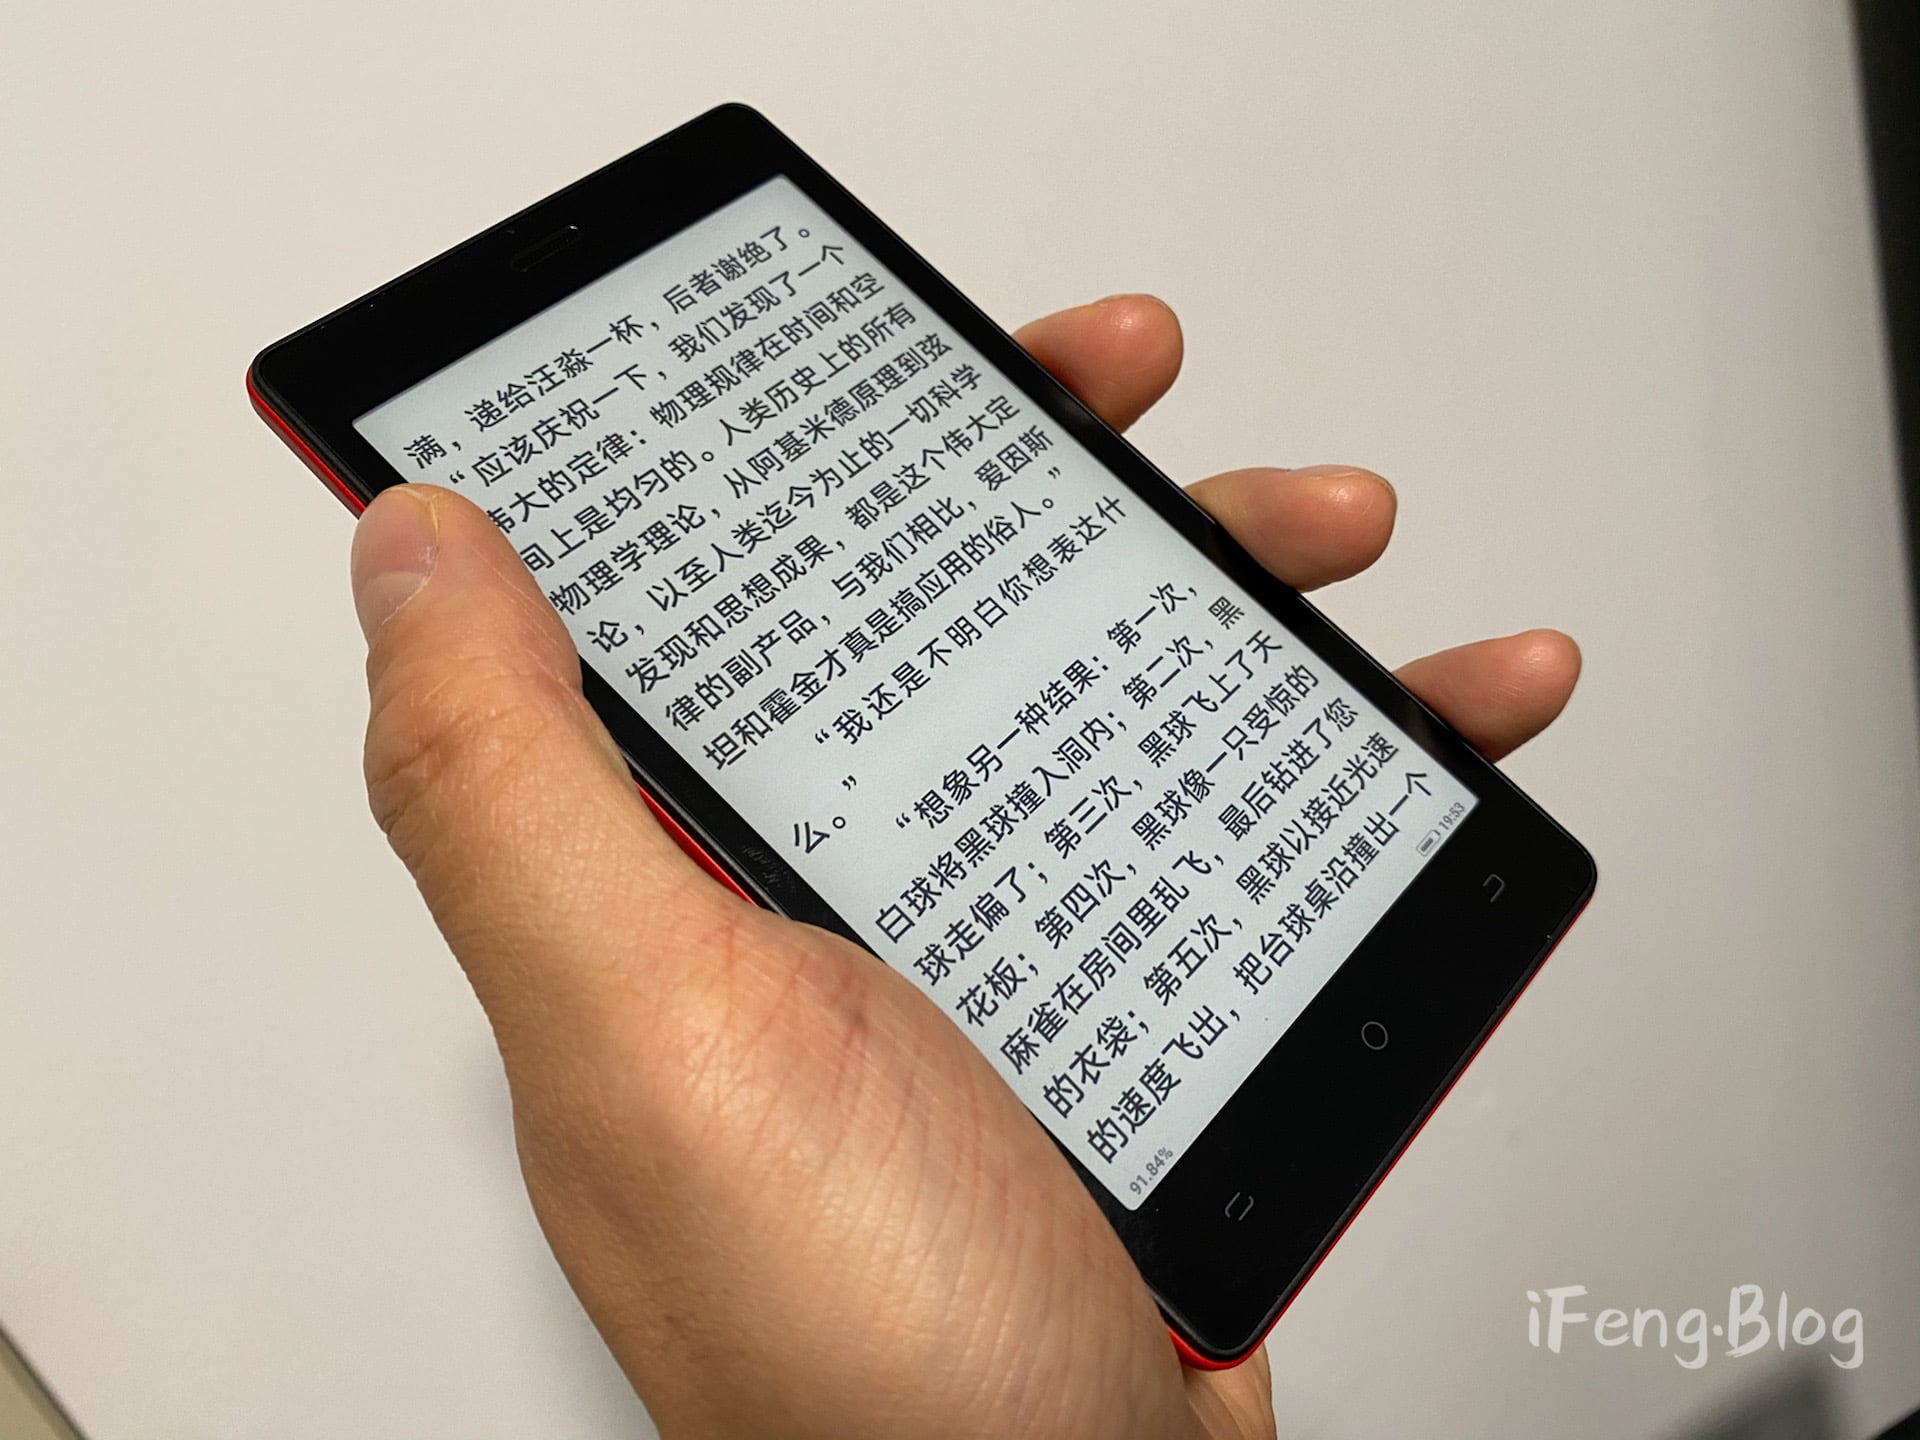 满，递给汪淼一杯，后者谢绝了。
“应该庆祝一下，我们发现了一个
伟大的定律：物理规律在时间和空
间上是均匀的。人类历史上的所有
物理学理论，从阿基米德原理到弦
论，以至人类迄今为止的一切科学
发现和思想成果，都是这个伟大定
律的副产品，与我们相比，爱因斯
坦和霍金才真是搞应用的俗人。”
“我还是不明白你想表达什
么。”
“想象另一种结果：第一次，
白球将黑球撞入洞内；第二次，黑
球走偏了；第三次，黑球飞上了天
花板；第四次，黑球像一只受惊的
麻雀在房间里乱飞，最后钻进了您
的衣袋；第五次，黑球以接近光速
的速度飞出，把台球桌沿撞出一个
91.84% 19:53
iFeng·Blog